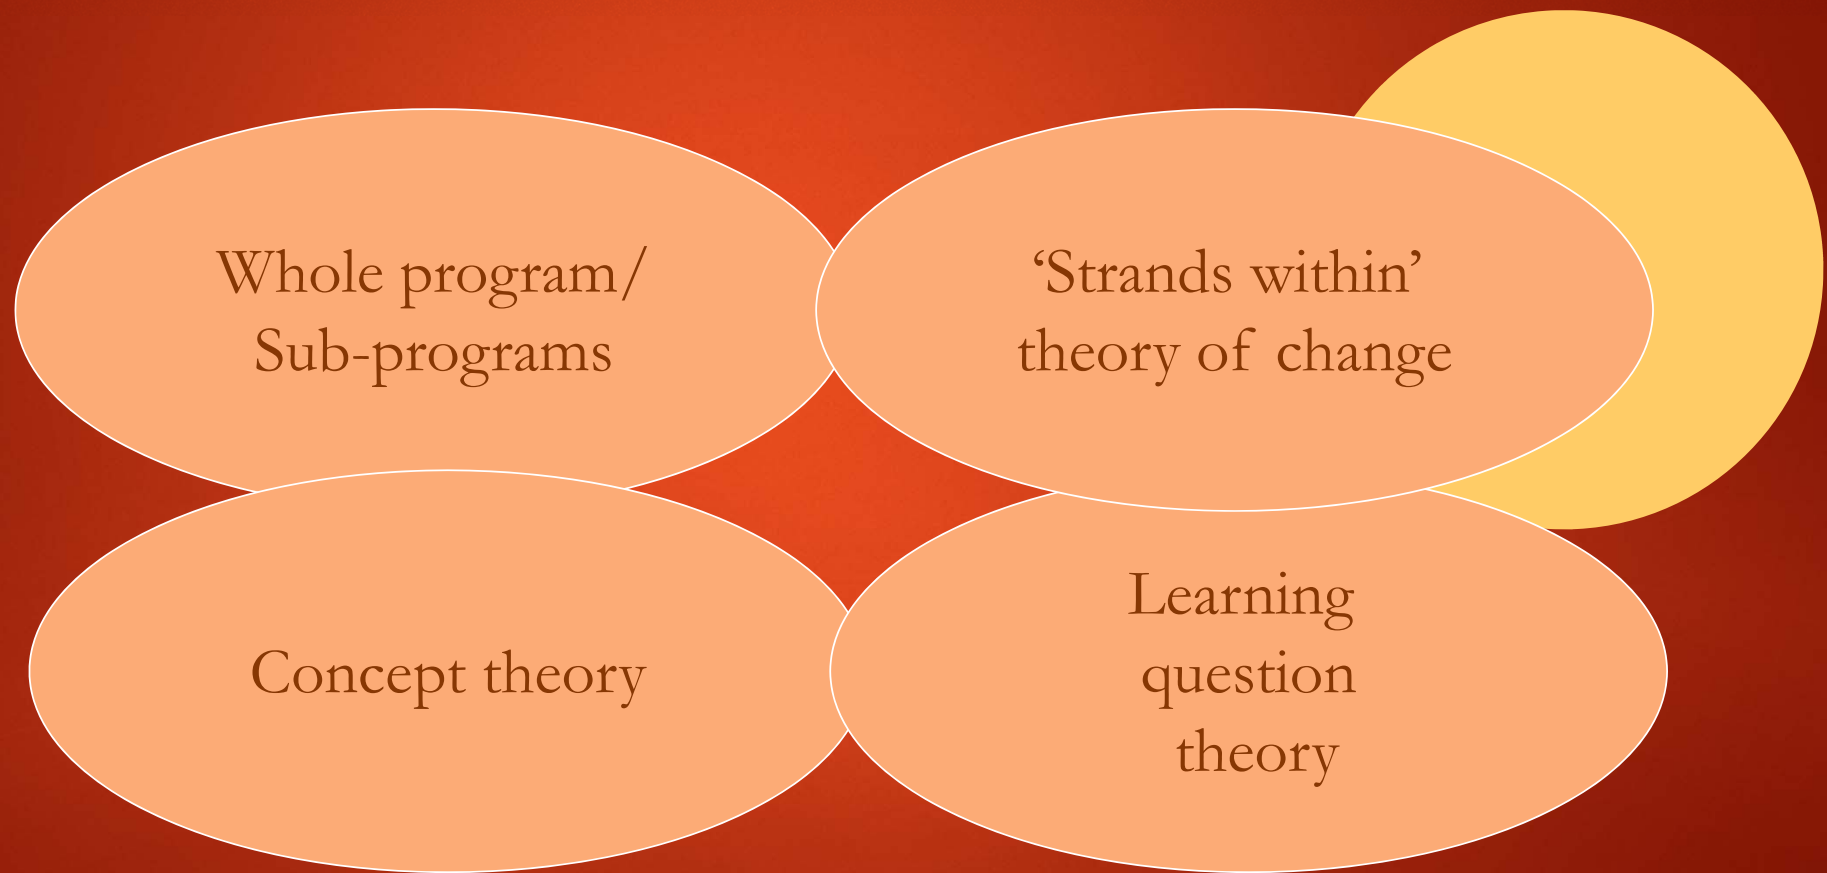 Whole program/
Sub-programs
‘Strands within’
theory of change
Concept theory
Learning
question
theory